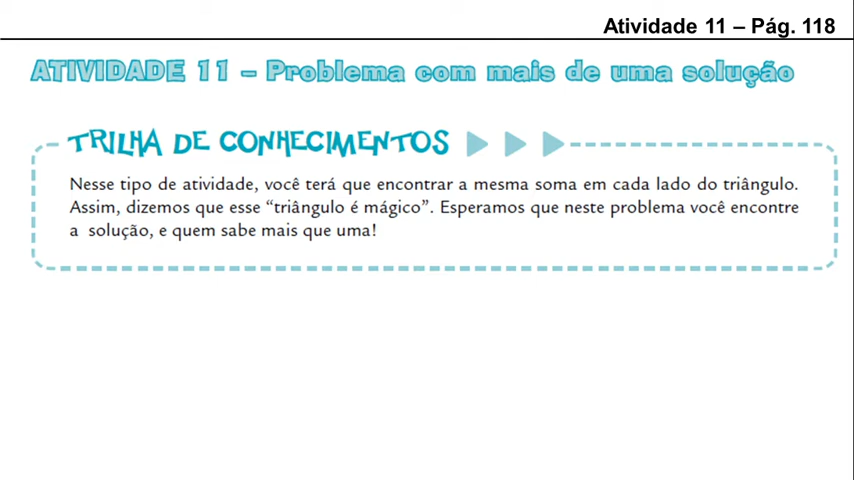 Atividade 11 – Pág. 118
ATIVIDADE 11 – Problema com mais de uma solução
TRILHA DE CONHECIMENTOS
Nesse tipo de atividade, você terá que encontrar a mesma soma em cada lado do triângulo.
Assim, dizemos que esse “triângulo é mágico”. Esperamos que neste problema você encontre
a solução, e quem sabe mais que uma!